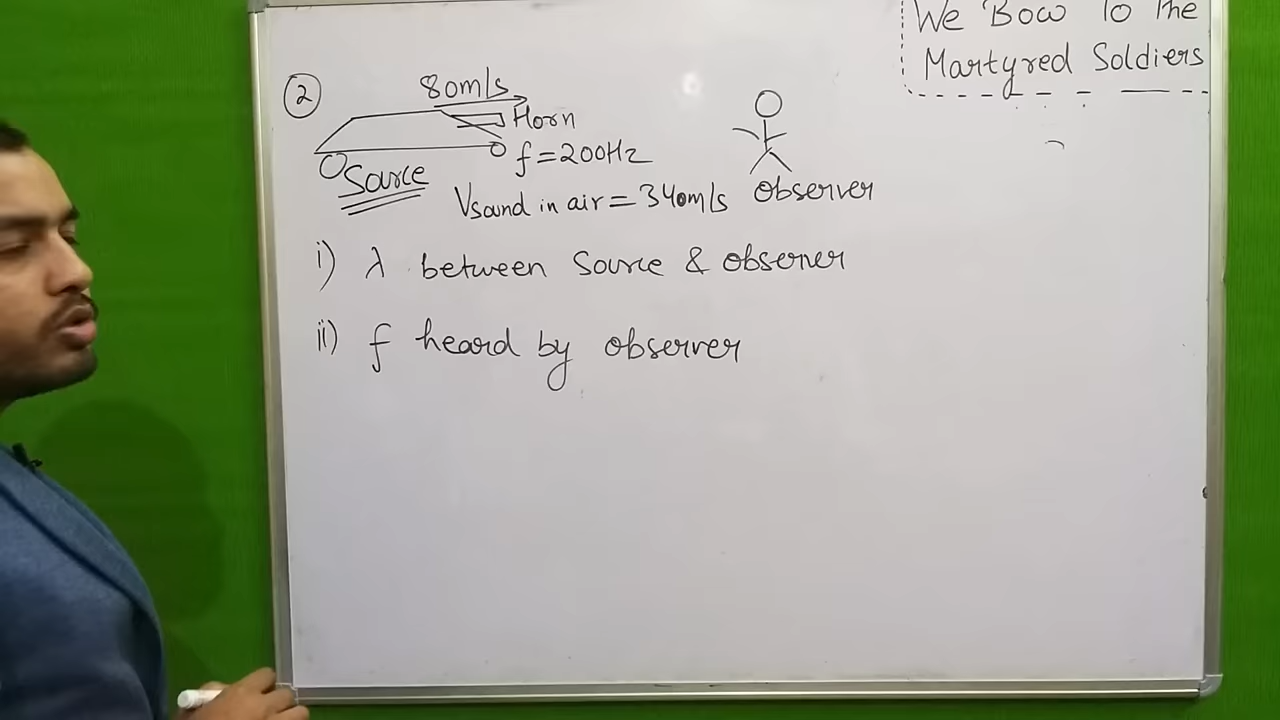 We Bow To The
Martyred Soldiers
2
80m/s
Horn
f=200Hz
Source
Vsound in air = 340m/s
Observer
i) λ between Source & observer
ii) f heard by observer